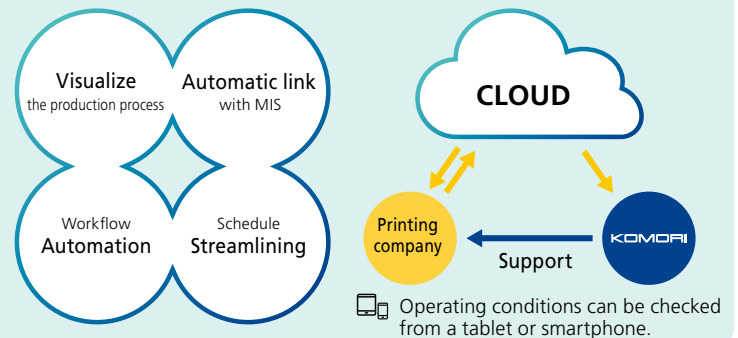 Visualize
the production process
Automatic link
with MIS
Workflow
Automation
Schedule
Streamlining
CLOUD
Printing
company
Support
KOMORI
Operating conditions can be checked
from a tablet or smartphone.